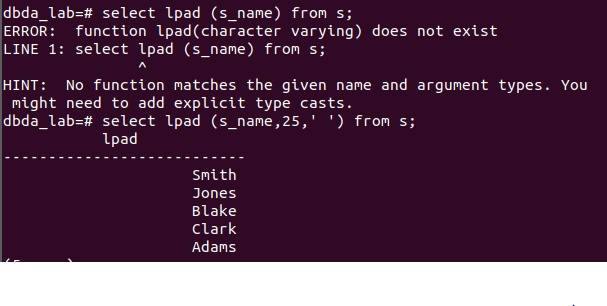 dbda_lab=# select lpad (s_name) from s;
ERROR:  function lpad(character varying) does not exist
LINE 1: select lpad (s_name) from s;
               ^
HINT:  No function matches the given name and argument types. You
 might need to add explicit type casts.
dbda_lab=# select lpad (s_name,25,' ') from s;
           lpad
---------------------------
                     Smith
                     Jones
                     Blake
                     Clark
                     Adams